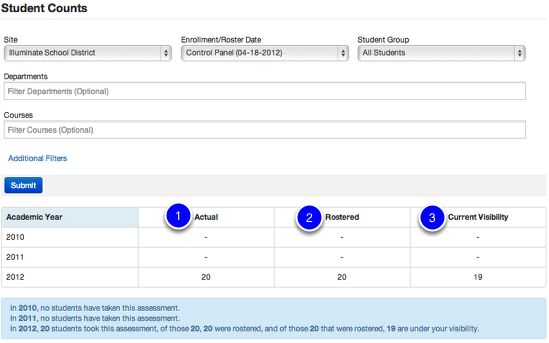 Student Counts
Site Enrollment/Roster Date Student Group
Illuminate School District Control Panel (04-18-2012) All Students
Departments
Filter Departments (Optional)
Courses
Filter Courses (Optional)
Additional Filters
Submit
1 2 3
Academic Year Actual Rostered Current Visibility
2010 - - -
2011 - - -
2012 20 20 19
In 2010, no students have taken this assessment.
In 2011, no students have taken this assessment.
In 2012, 20 students took this assessment, of those 20, 20 were rostered, and of those 20 that were rostered, 19 are under your visibility.